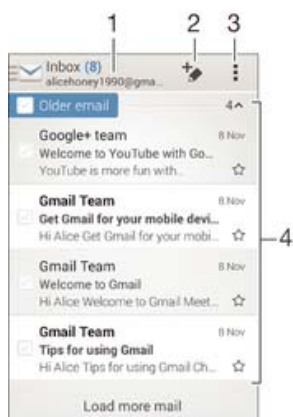 1 2 3
Inbox (8)
alicehoney1990@gma...
Older email 4
Google+ team 8 Nov
Welcome to YouTube with Go...
YouTube is more fun with...
Gmail Team 8 Nov
Get Gmail for your mobile devi...
Hi Alice Get Gmail for your mobi...
4
Gmail Team 8 Nov
Welcome to Gmail
Hi Alice Welcome to Gmail Meet...
Gmail Team 8 Nov
Tips for using Gmail
Hi Alice Tips for using Gmail Ch...
Load more mail